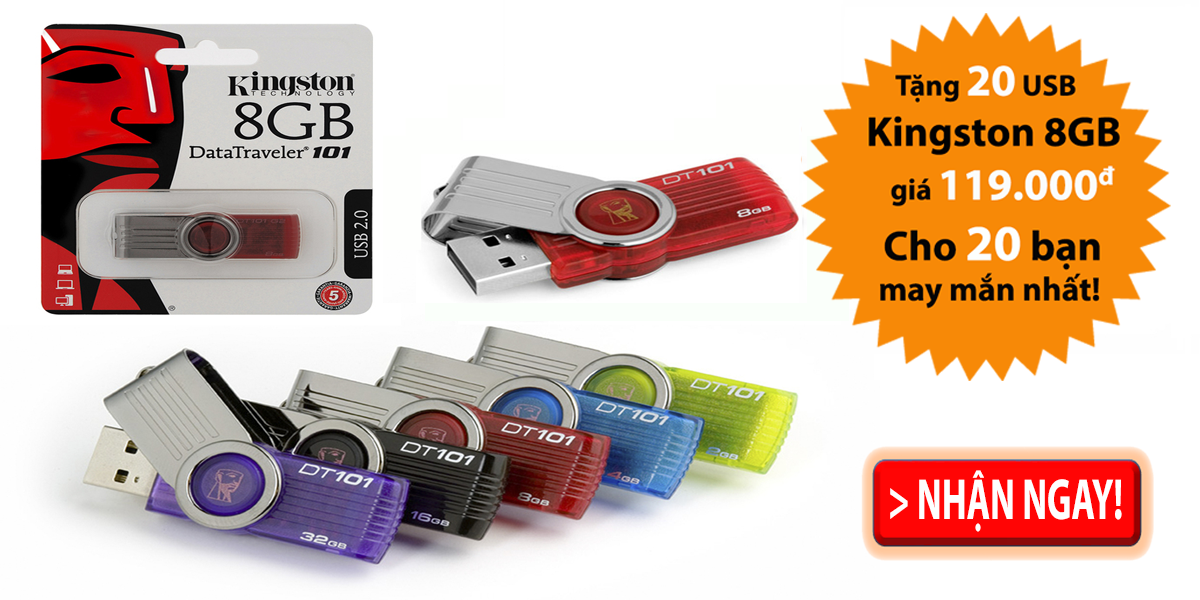 Kingston
TECHNOLOGY
8GB
DataTraveler® 101
USB 2.0
5
DT101
8GB
Tặng 20 USB
Kingston 8GB
giá 119.000đ
Cho 20 bạn
may mắn nhất!
DT101
2GB
DT101
4GB
DT101
8GB
DT101
16GB
DT101
32GB
> NHẬN NGAY!